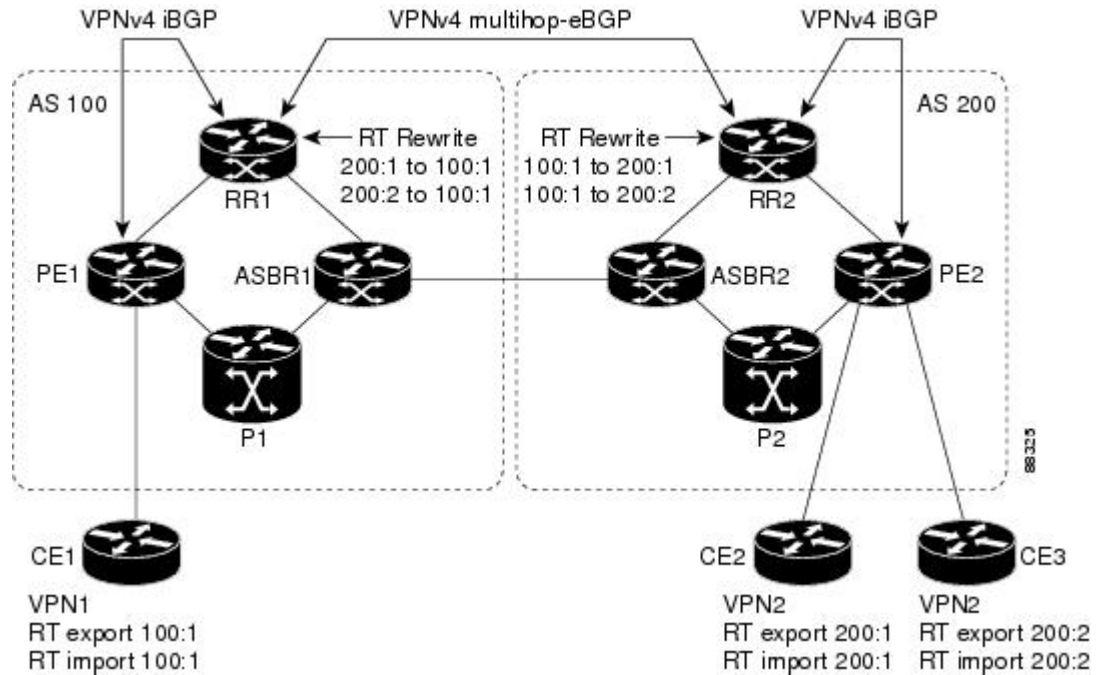 VPNv4 iBGP
VPNv4 multihop-eBGP
VPNv4 iBGP
AS 100
AS 200
RT Rewrite
200:1 to 100:1
200:2 to 100:1
RT Rewrite
100:1 to 200:1
100:1 to 200:2
RR1
RR2
PE1
ASBR1
ASBR2
PE2
P1
P2
88325
CE1
VPN1
RT export 100:1
RT import 100:1
CE2
VPN2
RT export 200:1
RT import 200:1
CE3
VPN2
RT export 200:2
RT import 200:2